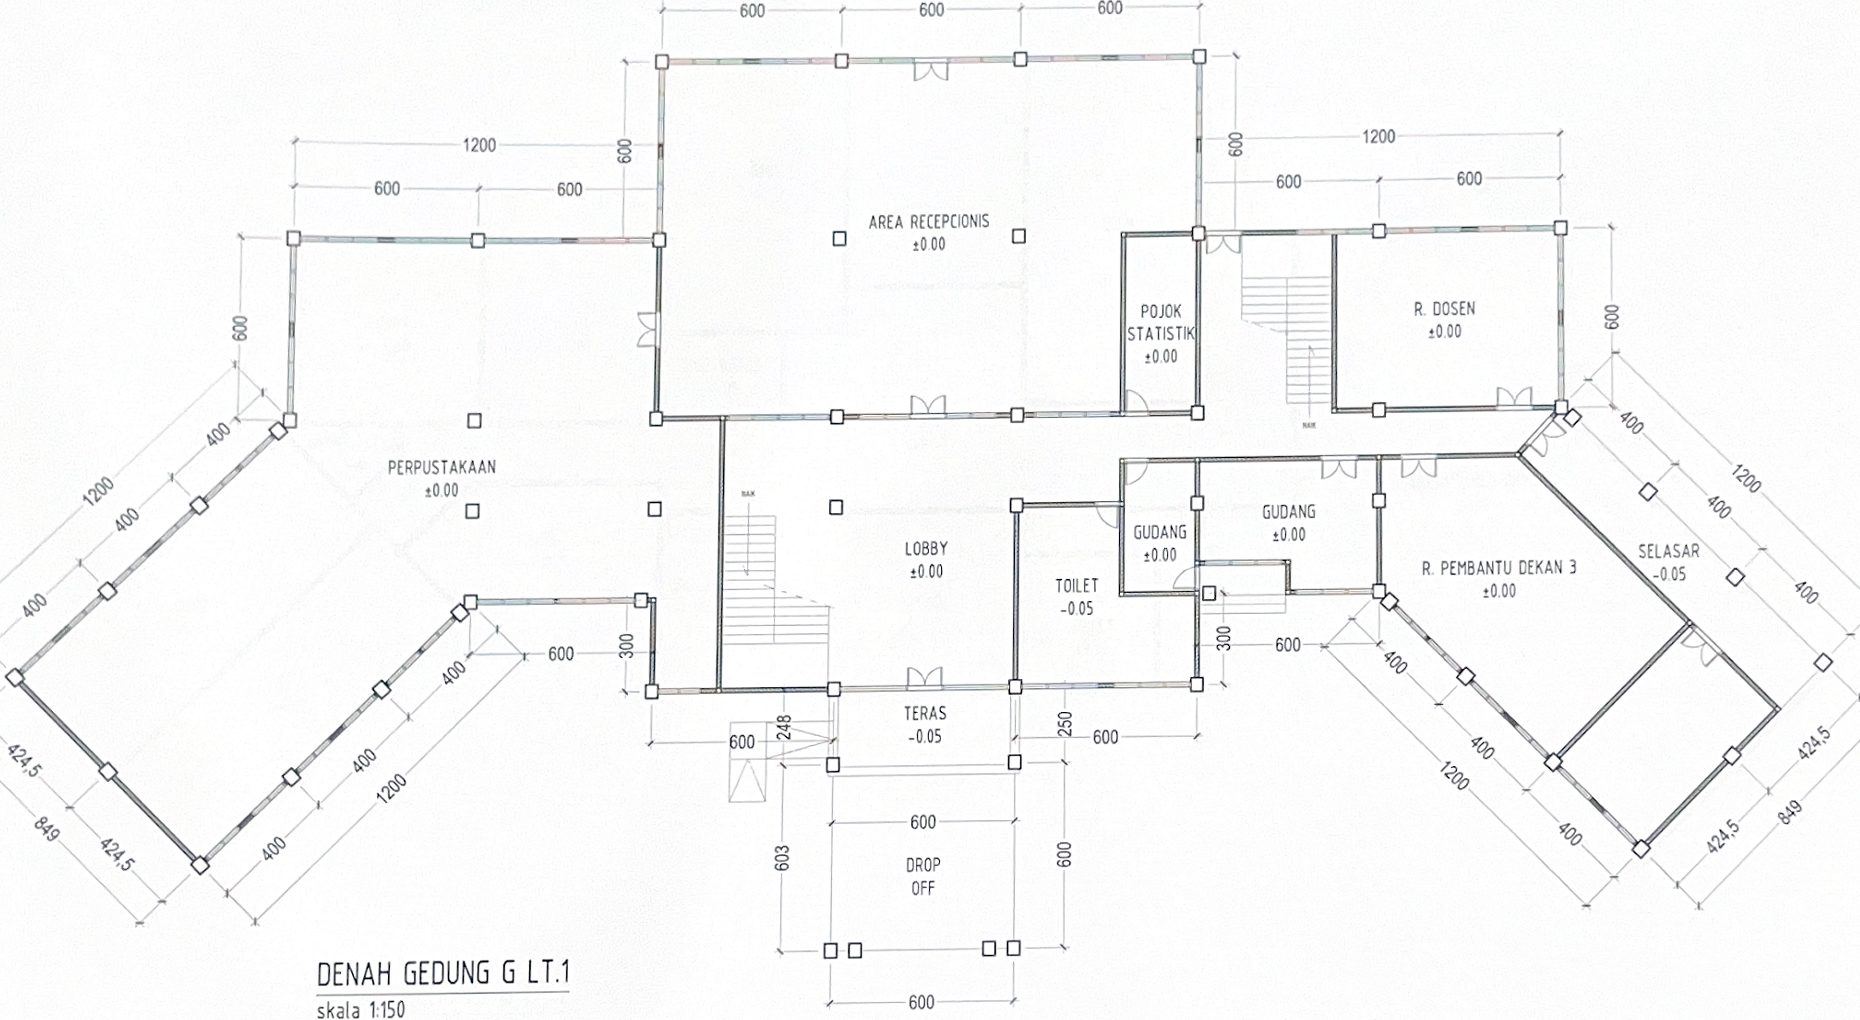 600 600 600
1200 600 600 1200
600 600 600 600
AREA RECEPCIONIS
±0.00
600 600
POJOK
STATISTIK
±0.00
R. DOSEN
±0.00
400 NAIK 400
PERPUSTAKAAN
±0.00
1200 400 NAIK 400 1200
GUDANG
±0.00
GUDANG
±0.00
LOBBY
±0.00
TOILET
-0.05
R. PEMBANTU DEKAN 3
±0.00
SELASAR
-0.05
400 400
600 300 300 600
400 400
TERAS
-0.05
600 248 250 600
424,5 400 400 424,5
849 1200 1200 849
424,5 400 400 424,5
600
603 600
DROP
OFF
600
DENAH GEDUNG G LT.1
skala 1:150